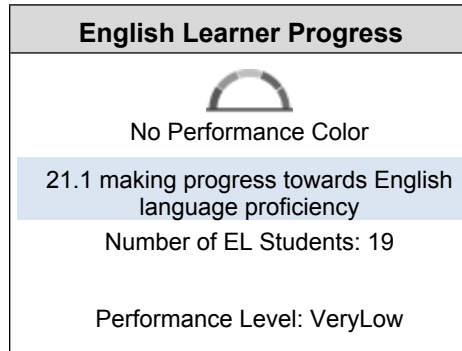 English Learner Progress
No Performance Color
21.1 making progress towards English
language proficiency
Number of EL Students: 19
Performance Level: VeryLow